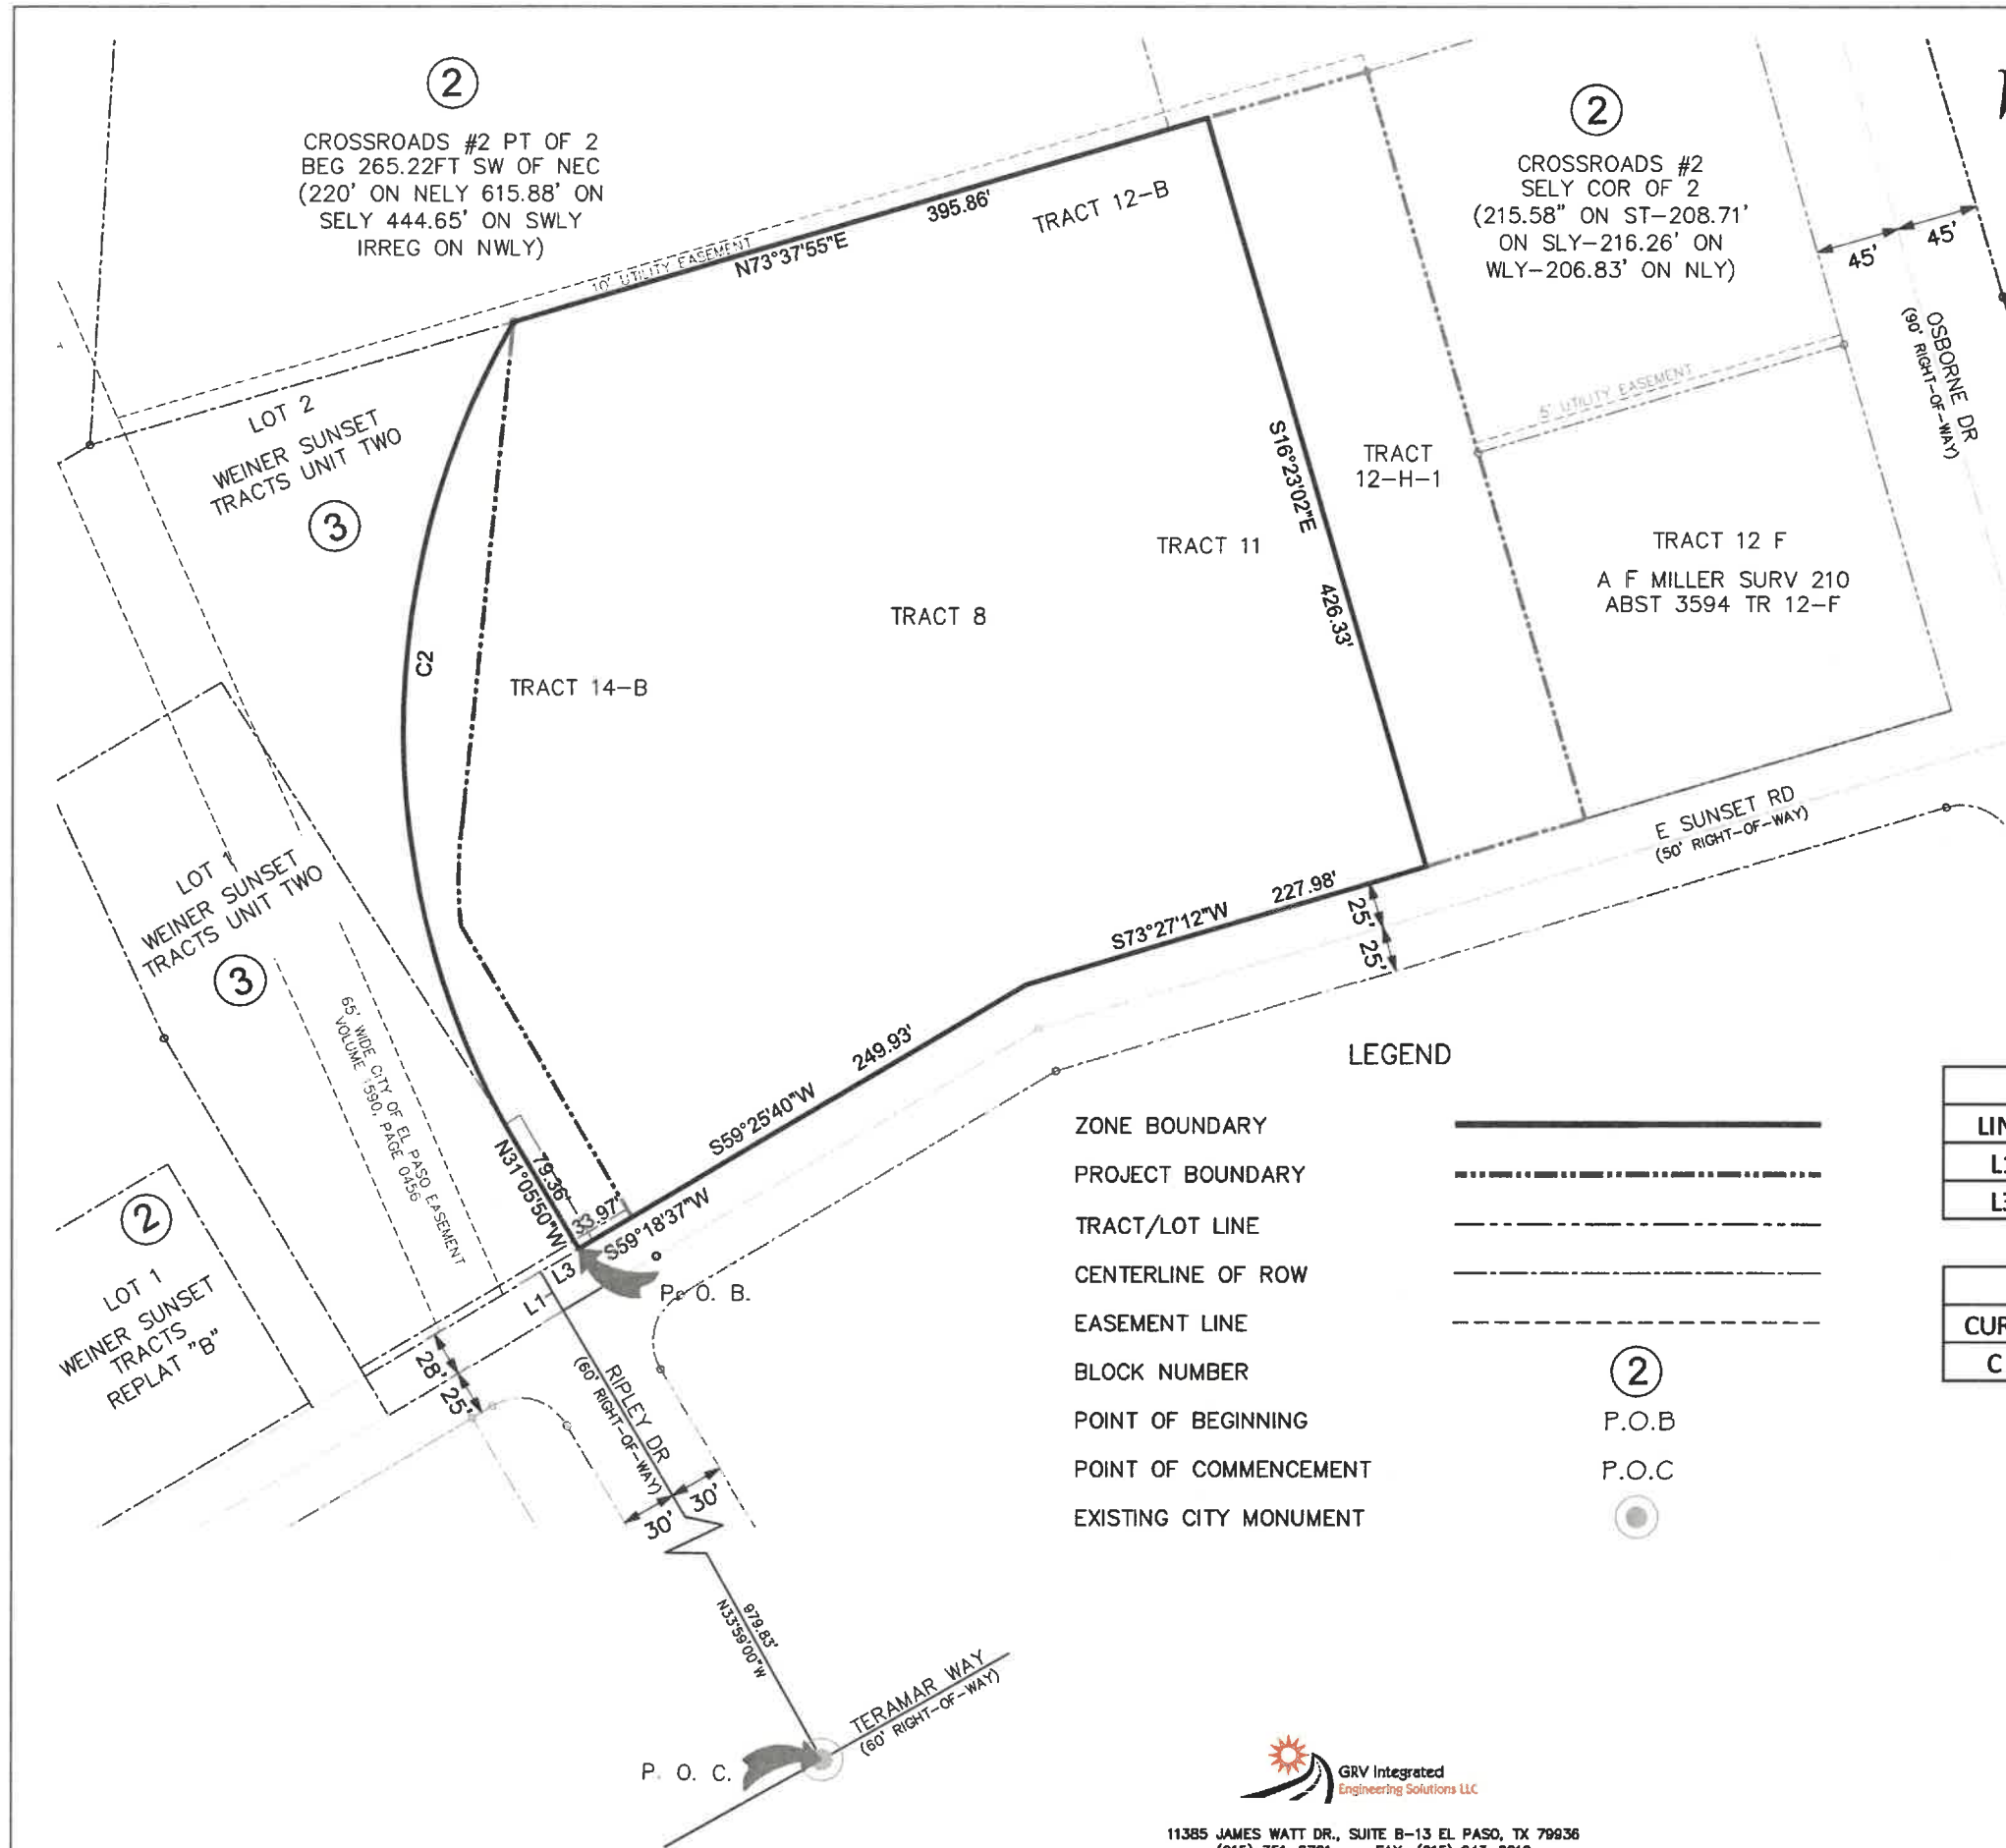 2
CROSSROADS #2 PT OF 2
BEG 265.22FT SW OF NEC
(220' ON NELY 615.88' ON
SELY 444.65' ON SWLY
IRREG ON NWLY)
2
CROSSROADS #2
SELY COR OF 2
(215.58" ON ST-208.71'
ON SLY-216.26' ON
WLY-206.83' ON NLY)
45'
45'
OSBORNE DR
(90' RIGHT-OF-WAY)
10' UTILITY EASEMENT
N73°37'55"E
395.86'
TRACT 12-B
LOT 2
WEINER SUNSET
TRACTS UNIT TWO
3
5' UTILITY EASEMENT
S16°23'02"E
426.33'
TRACT
12-H-1
TRACT 11
TRACT 12 F
A F MILLER SURV 210
ABST 3594 TR 12-F
TRACT 8
C2
TRACT 14-B
E SUNSET RD
(50' RIGHT-OF-WAY)
LOT 1
WEINER SUNSET
TRACTS UNIT TWO
3
S73°27'12"W
227.98'
25'
25'
65' WIDE CITY OF EL PASO EASEMENT
VOLUME 1590, PAGE 0456
S59°25'40"W
249.93'
N31°05'50"W
79.36'
33.97'
S59°18'37"W
2
LOT 1
WEINER SUNSET
TRACTS
REPLAT "B"
L3
L1
P. O. B.
28'
25'
RIPLEY DR
(60' RIGHT-OF-WAY)
30'
30'
979.83'
N33°59'00"W
TERAMAR WAY
(60' RIGHT-OF-WAY)
P. O. C.
LEGEND
ZONE BOUNDARY
PROJECT BOUNDARY
TRACT/LOT LINE
CENTERLINE OF ROW
EASEMENT LINE
BLOCK NUMBER
2
POINT OF BEGINNING
P.O.B
POINT OF COMMENCEMENT
P.O.C
EXISTING CITY MONUMENT
GRV Integrated
Engineering Solutions LLC
11385 JAMES WATT DR., SUITE B-13 EL PASO, TX 79936